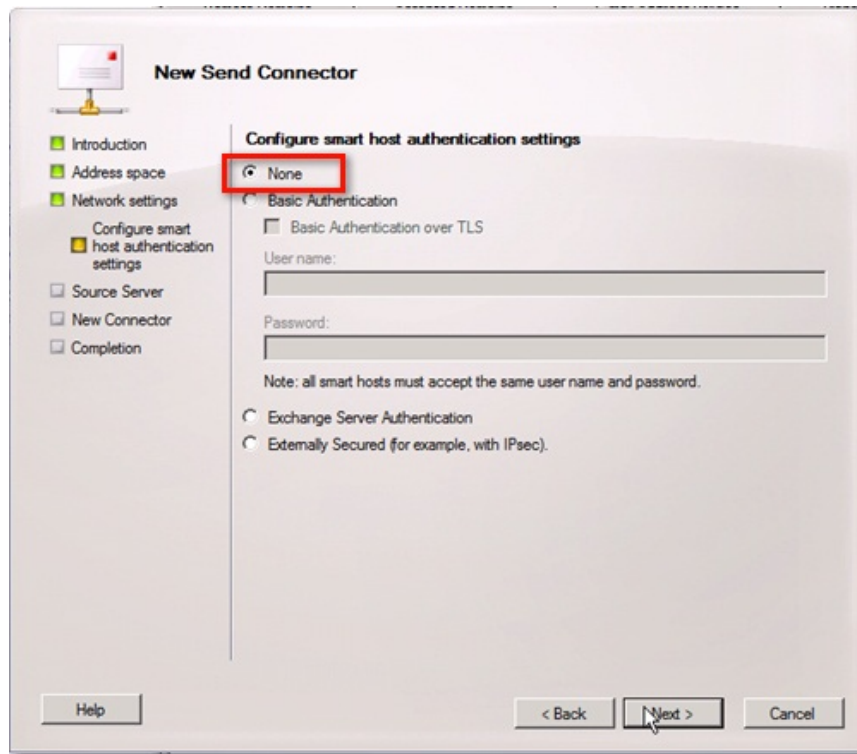 New Send Connector
Introduction
Address space
Network settings
Configure smart
host authentication
settings
Source Server
New Connector
Completion
Configure smart host authentication settings
None
Basic Authentication
Basic Authentication over TLS
User name:
Password:
Note: all smart hosts must accept the same user name and password.
Exchange Server Authentication
Externally Secured (for example, with IPsec).
Help
< Back
Next >
Cancel